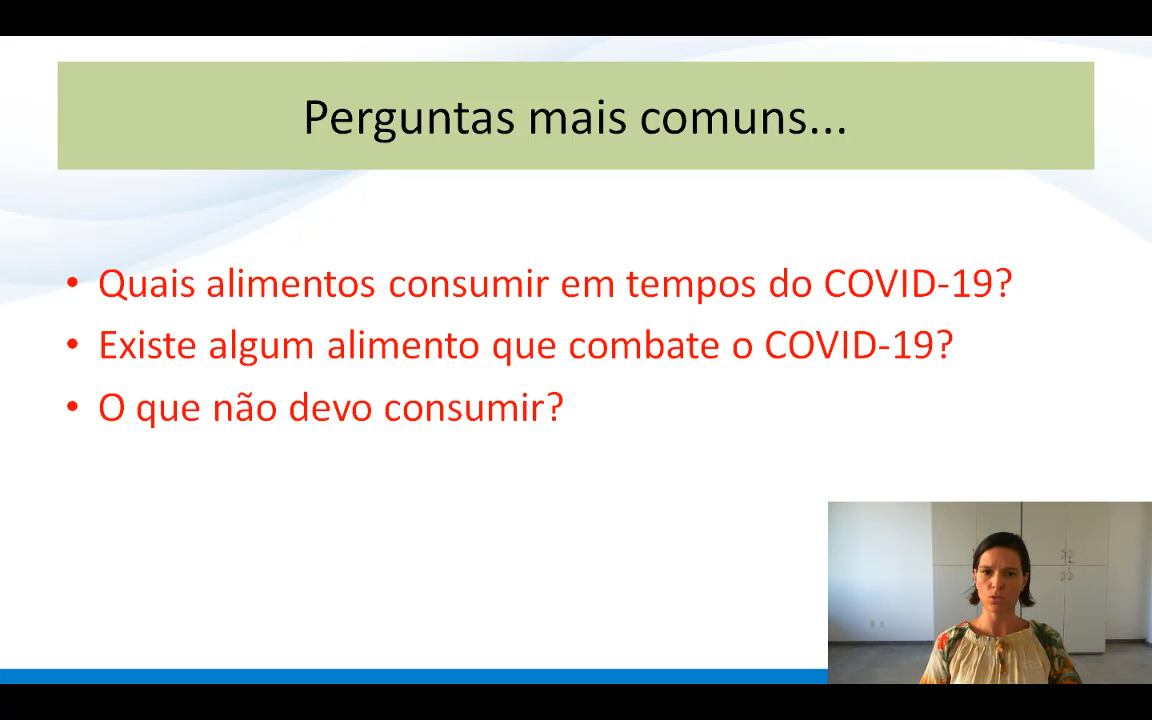 Perguntas mais comuns...
• Quais alimentos consumir em tempos do COVID-19?
• Existe algum alimento que combate o COVID-19?
• O que não devo consumir?